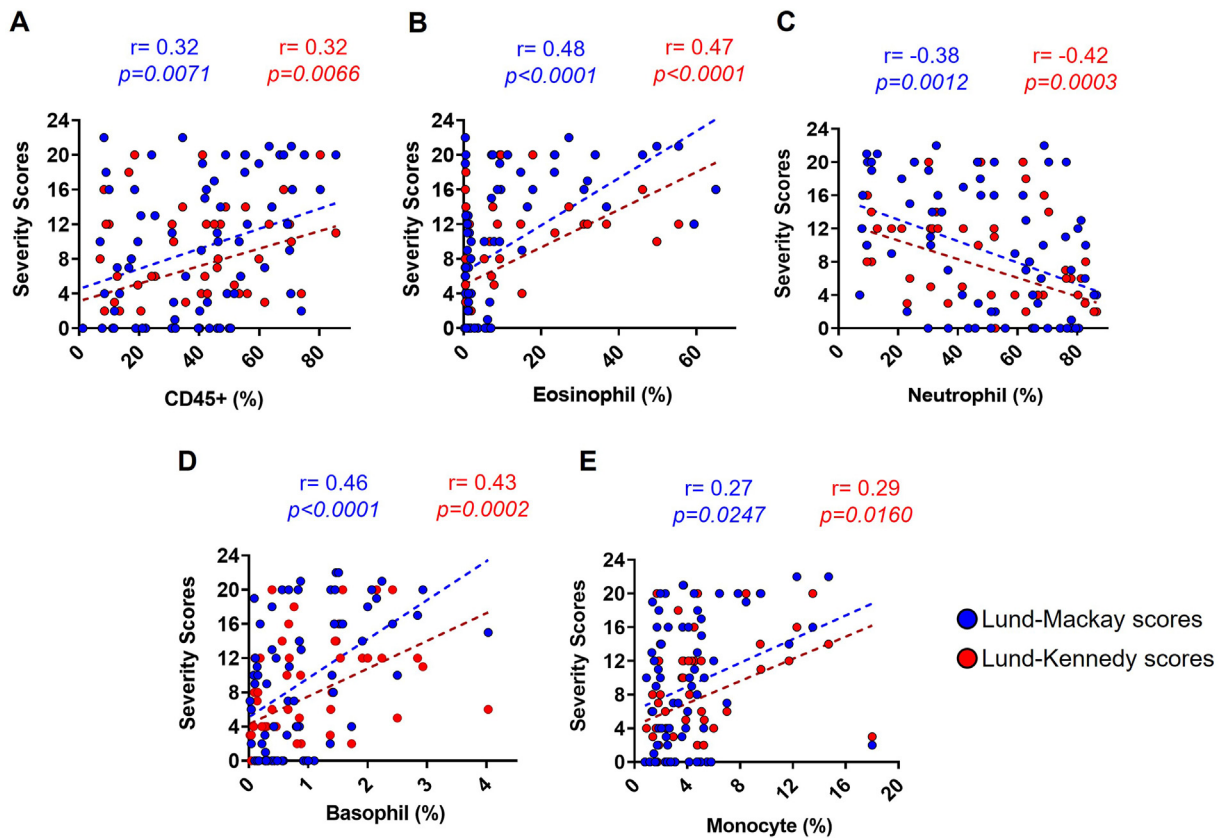 A
r= 0.32 r= 0.32
p=0.0071 p=0.0066
Severity Scores
24
20
16
12
8
4
0
0 20 40 60 80
CD45+ (%)
B
r= 0.48 r= 0.47
p<0.0001 p<0.0001
Severity Scores
24
20
16
12
8
4
0
0 20 40 60
Eosinophil (%)
C
r= -0.38 r= -0.42
p=0.0012 p=0.0003
Severity Scores
24
20
16
12
8
4
0
0 20 40 60 80
Neutrophil (%)
D
r= 0.46 r= 0.43
p<0.0001 p=0.0002
Severity Scores
24
20
16
12
8
4
0
0 1 2 3 4
Basophil (%)
E
r= 0.27 r= 0.29
p=0.0247 p=0.0160
Severity Scores
24
20
16
12
8
4
0
0 4 8 12 16 20
Monocyte (%)
Lund-Mackay scores
Lund-Kennedy scores